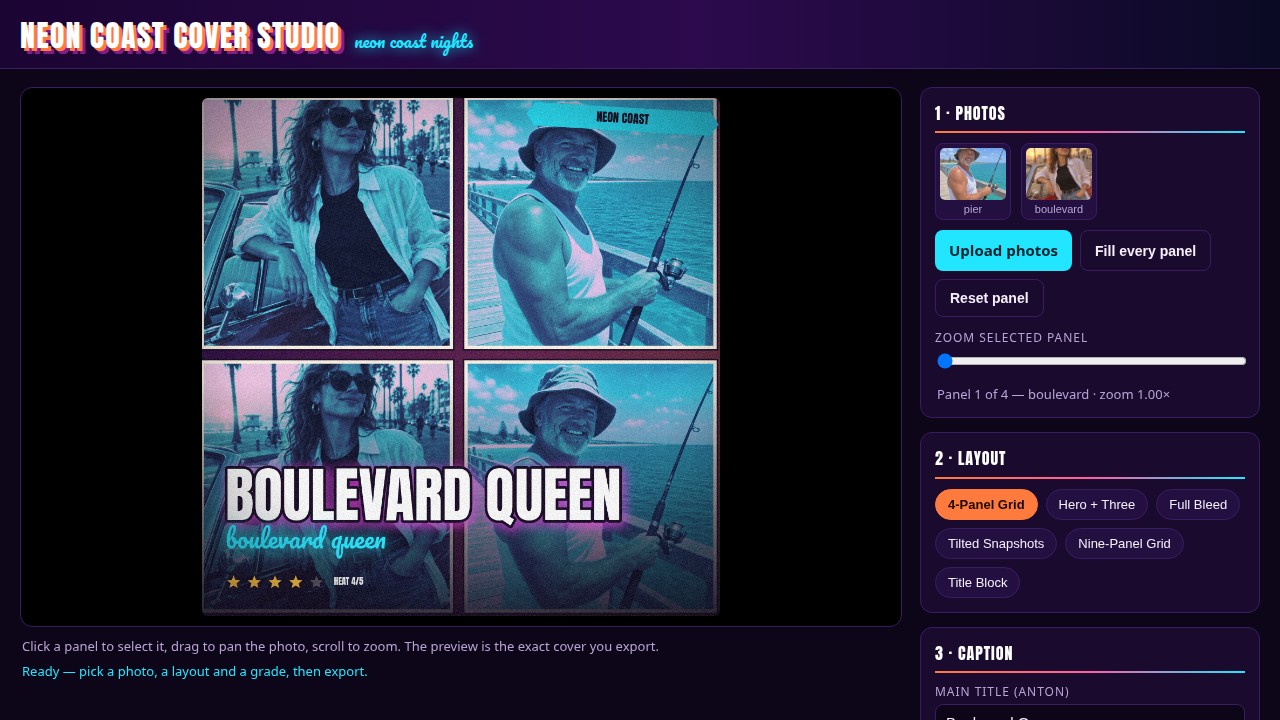 NEON COAST COVER STUDIO neon coast nights
NEON COAST
BOULEVARD QUEEN
boulevard queen
HEAT 4/5
Click a panel to select it, drag to pan the photo, scroll to zoom. The preview is the exact cover you export.
Ready — pick a photo, a layout and a grade, then export.
1 · PHOTOS
pier boulevard
Upload photos Fill every panel
Reset panel
ZOOM SELECTED PANEL
Panel 1 of 4 — boulevard · zoom 1.00×
2 · LAYOUT
4-Panel Grid Hero + Three Full Bleed
Tilted Snapshots Nine-Panel Grid
Title Block
3 · CAPTION
MAIN TITLE (ANTON)